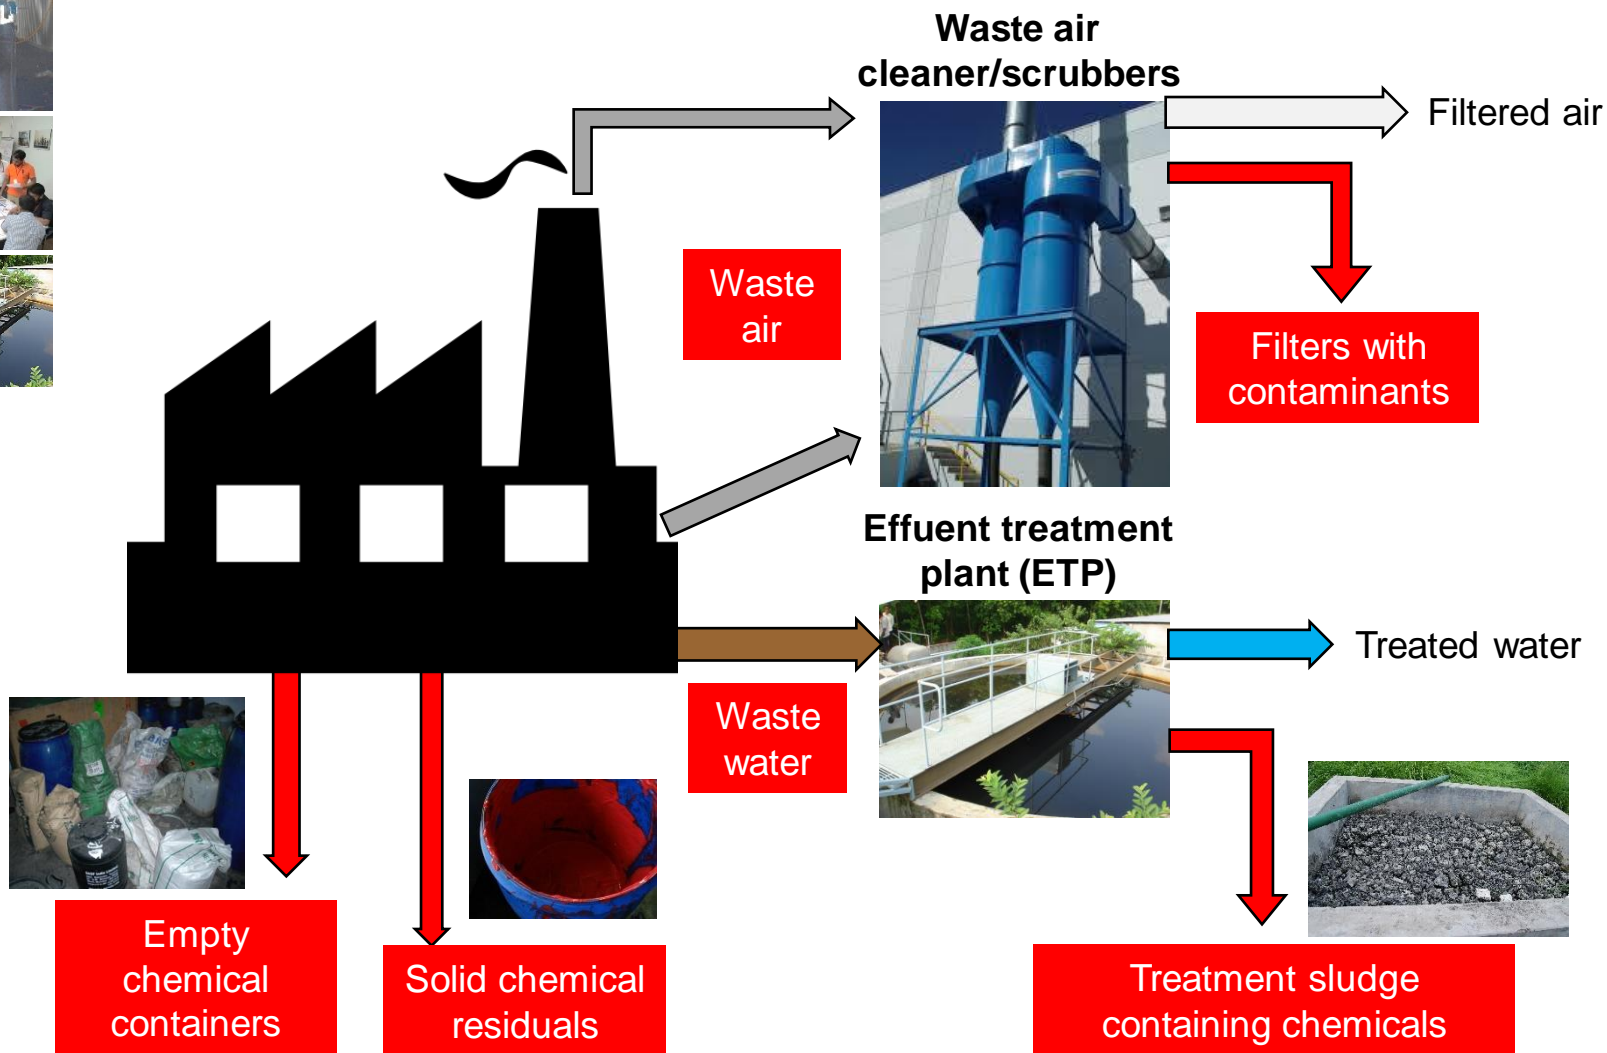 Waste air
cleaner/scrubbers
Filtered air
Waste
air
Filters with
contaminants
Effuent treatment
plant (ETP)
Treated water
Waste
water
Empty
chemical
containers
Solid chemical
residuals
Treatment sludge
containing chemicals